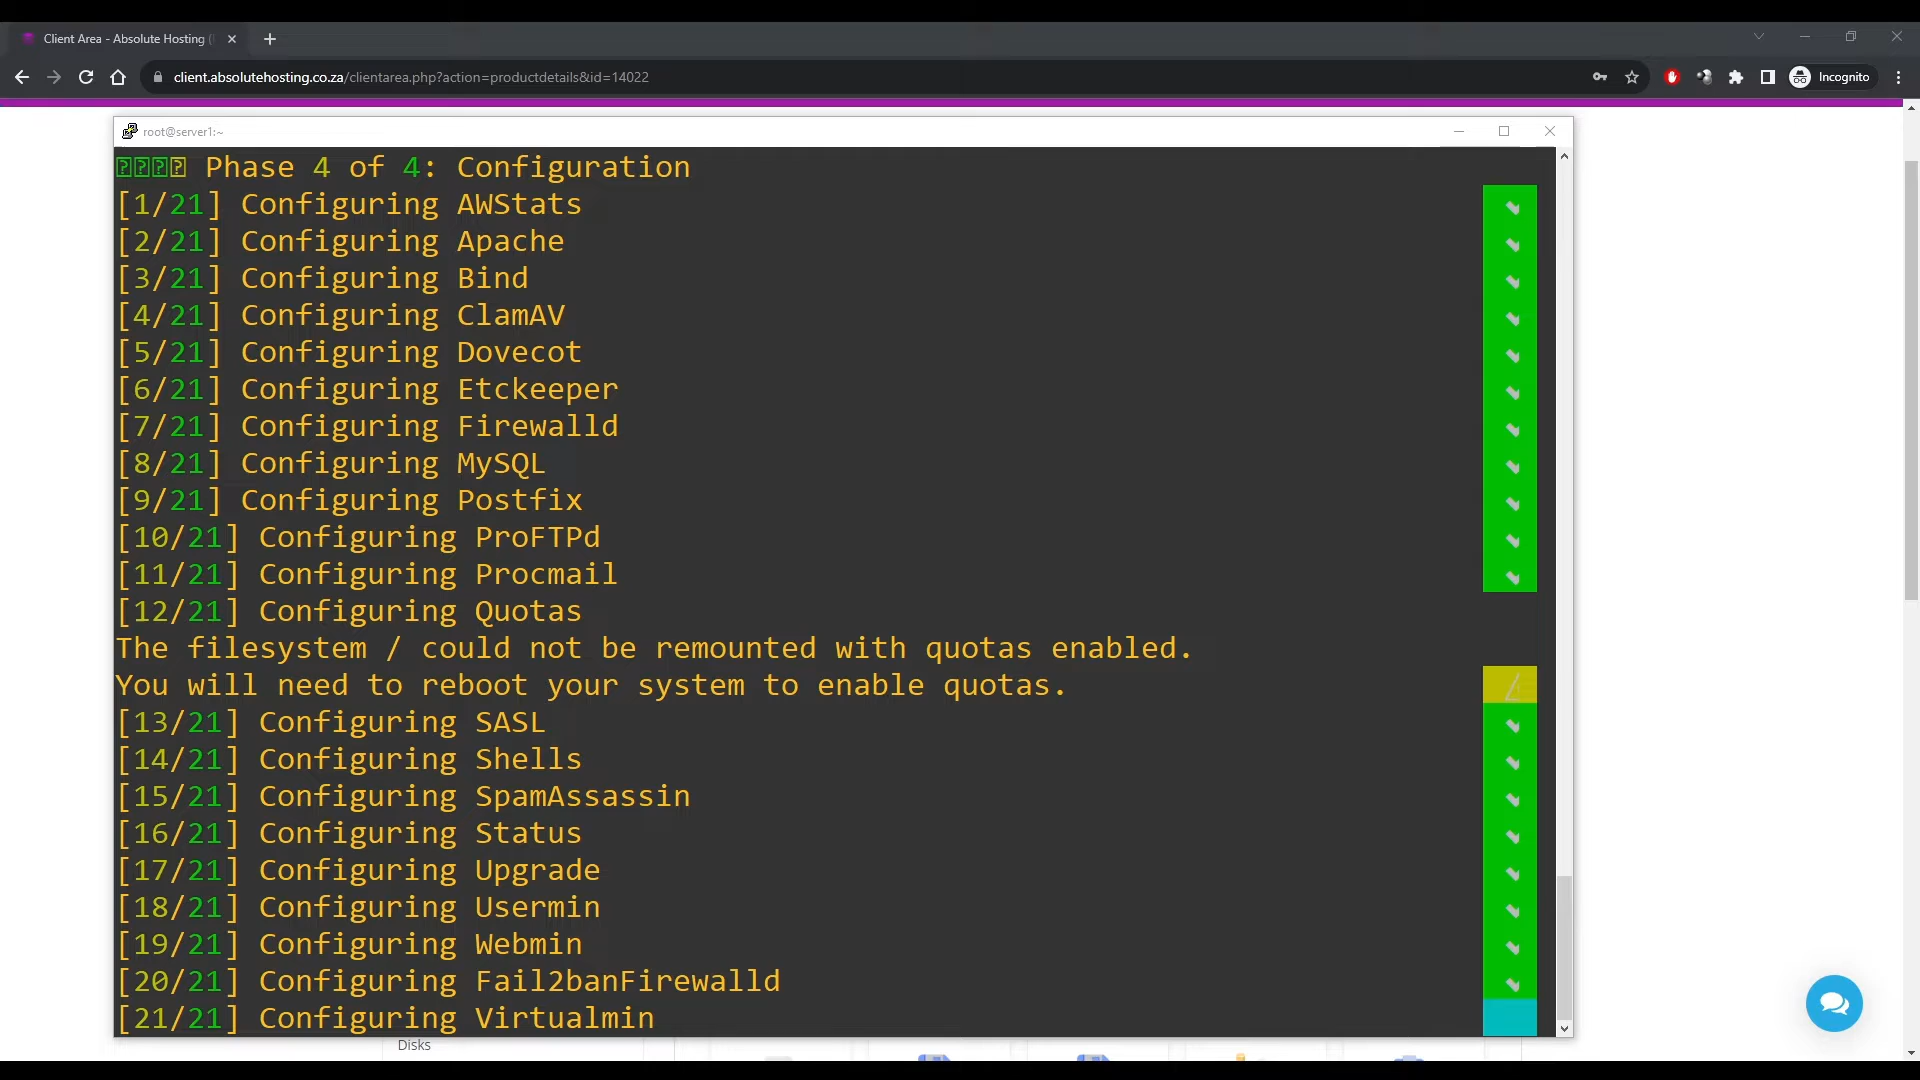 Client Area - Absolute Hosting (
client.absolutehosting.co.za/clientarea.php?action=productdetails&id=14022
Incognito
root@server1:~
Phase 4 of 4: Configuration
[1/21] Configuring AWStats
[2/21] Configuring Apache
[3/21] Configuring Bind
[4/21] Configuring ClamAV
[5/21] Configuring Dovecot
[6/21] Configuring Etckeeper
[7/21] Configuring Firewalld
[8/21] Configuring MySQL
[9/21] Configuring Postfix
[10/21] Configuring ProFTPd
[11/21] Configuring Procmail
[12/21] Configuring Quotas
The filesystem / could not be remounted with quotas enabled.
You will need to reboot your system to enable quotas.
[13/21] Configuring SASL
[14/21] Configuring Shells
[15/21] Configuring SpamAssassin
[16/21] Configuring Status
[17/21] Configuring Upgrade
[18/21] Configuring Usermin
[19/21] Configuring Webmin
[20/21] Configuring Fail2banFirewalld
[21/21] Configuring Virtualmin
Disks